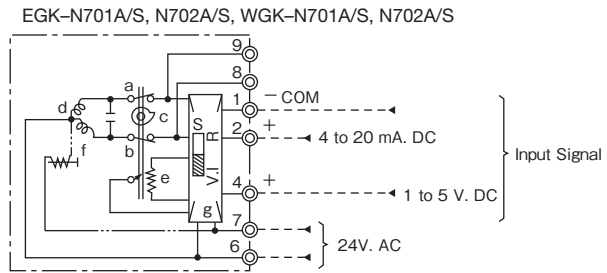 EGK–N701A/S, N702A/S, WGK–N701A/S, N702A/S
9
8
a
1
– COM
d
c
S
R
2
+
4 to 20 mA. DC
Input Signal
f
b
V.I
e
4
+
1 to 5 V. DC
g
7
24V. AC
6